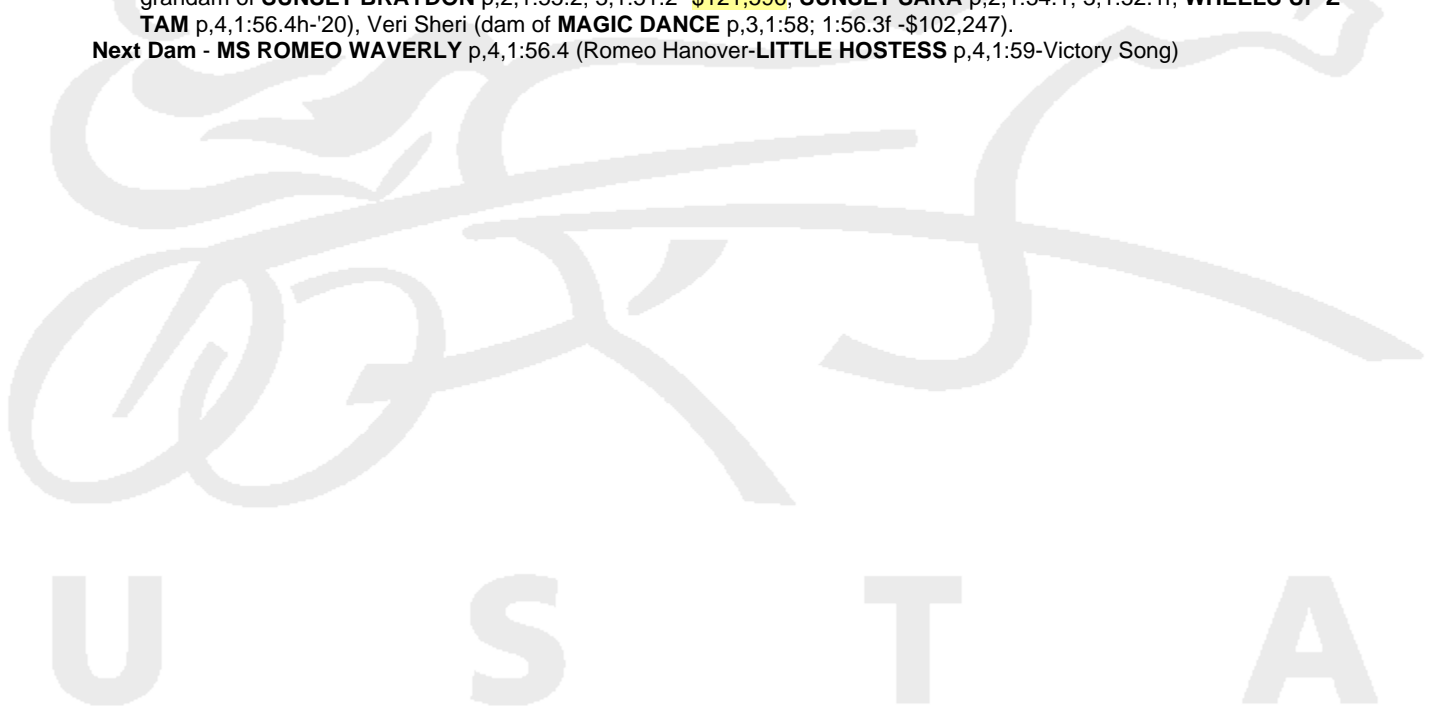 grandam of SUNSET BRAYDON p,2,1:53.2; 3,1:51.2 -$121,596; SUNSET SARA p,2,1:54.1; 3,1:52.1f; WHEELS UP Z
TAM p,4,1:56.4h-'20), Veri Sheri (dam of MAGIC DANCE p,3,1:58; 1:56.3f -$102,247).
Next Dam - MS ROMEO WAVERLY p,4,1:56.4 (Romeo Hanover-LITTLE HOSTESS p,4,1:59-Victory Song)
U S T A